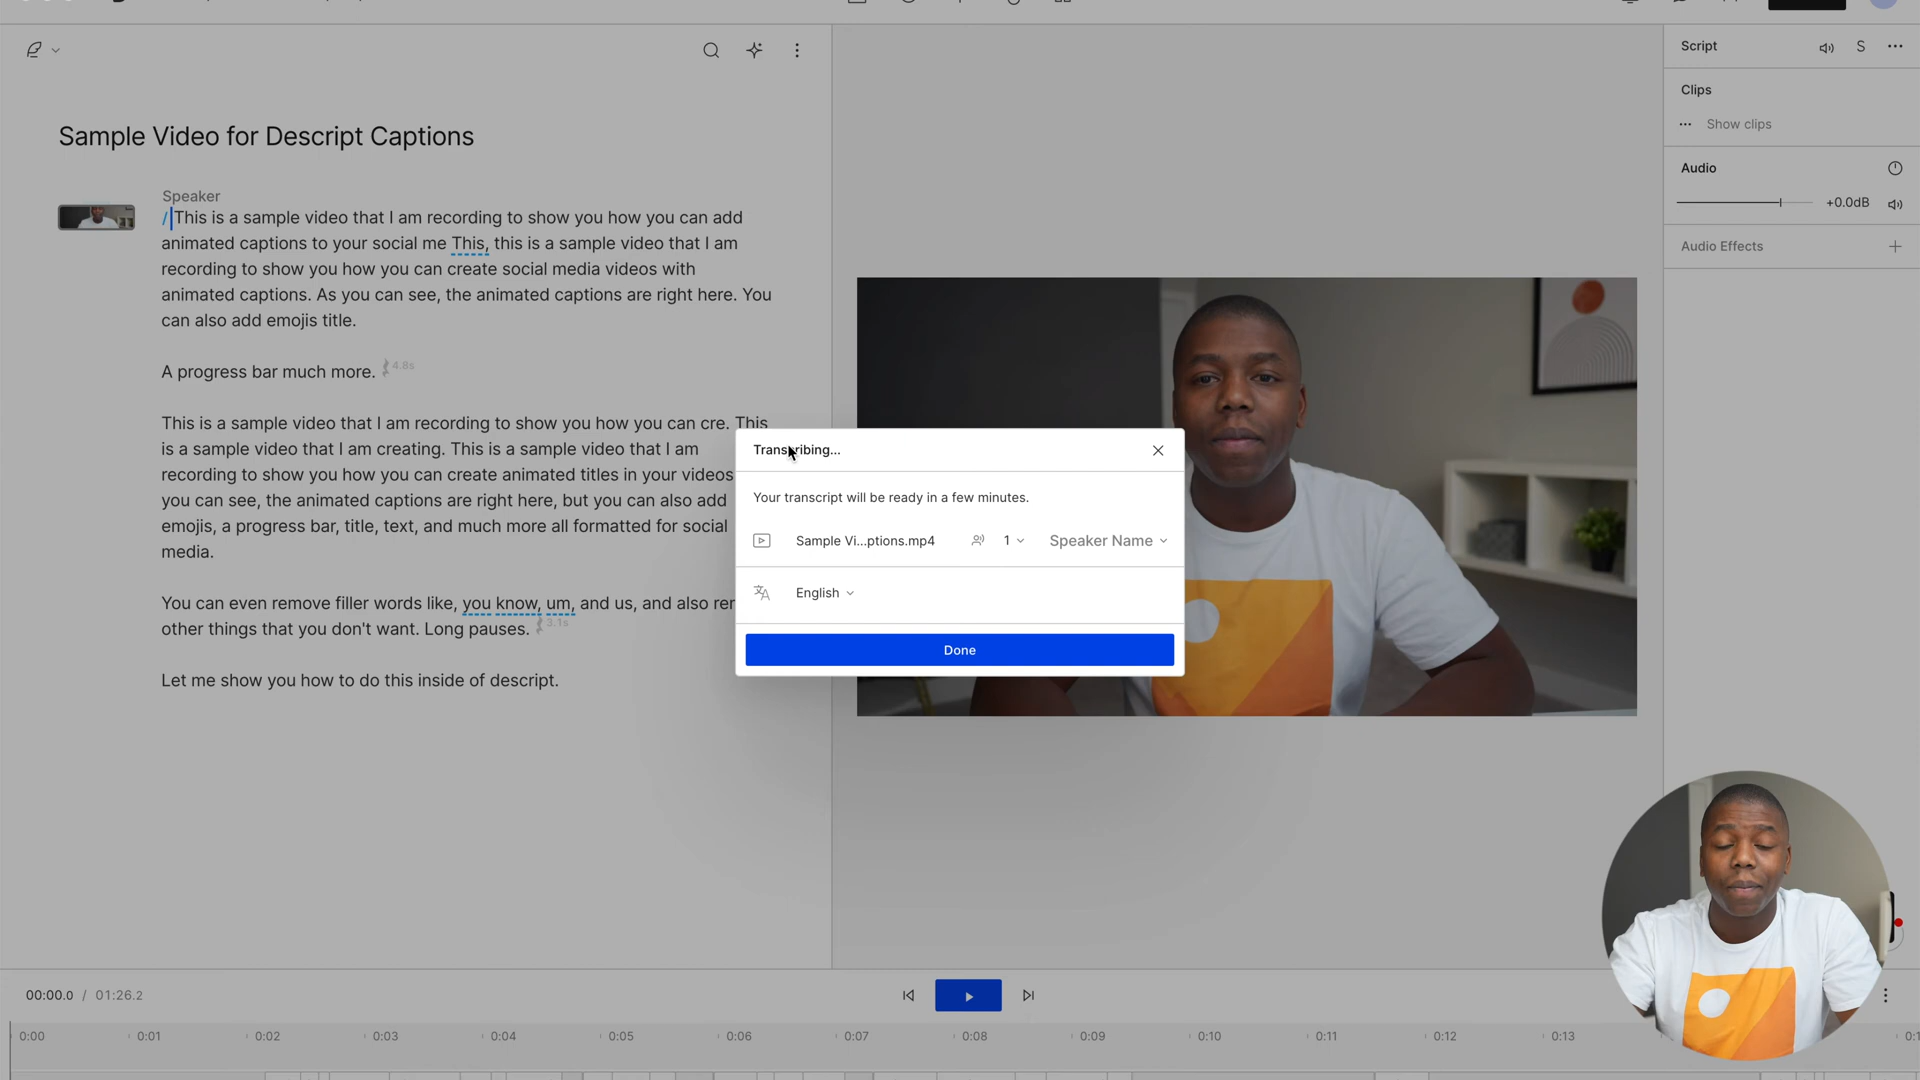 Script
S
Clips
Show clips
Audio
+0.0dB
Audio Effects
Sample Video for Descript Captions
Speaker
/ This is a sample video that I am recording to show you how you can add
animated captions to your social me This, this is a sample video that I am
recording to show you how you can create social media videos with
animated captions. As you can see, the animated captions are right here. You
can also add emojis title.
A progress bar much more. 4.8s
This is a sample video that I am recording to show you how you can cre. This
is a sample video that I am creating. This is a sample video that I am
recording to show you how you can create animated titles in your videos
you can see, the animated captions are right here, but you can also add
emojis, a progress bar, title, text, and much more all formatted for social
media.
You can even remove filler words like, you know, um, and us, and also
other things that you don't want. Long pauses. 3.1s
Let me show you how to do this inside of descript.
Transcribing...
Your transcript will be ready in a few minutes.
Sample Vi...ptions.mp4 1 Speaker Name
English
Done
00:00.0 / 01:26.2
0:00 0:01 0:02 0:03 0:04 0:05 0:06 0:07 0:08 0:09 0:10 0:11 0:12 0:13